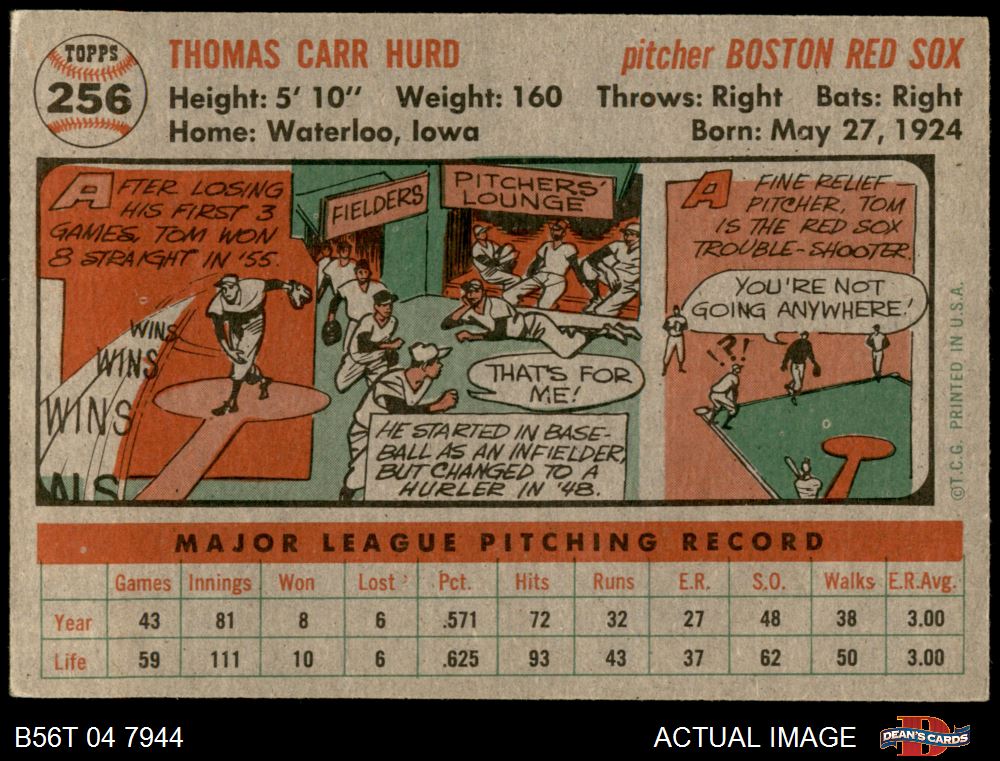 TOPPS
256
THOMAS CARR HURD
pitcher BOSTON RED SOX
Height: 5' 10" Weight: 160 Throws: Right Bats: Right
Home: Waterloo, Iowa Born: May 27, 1924
AFTER LOSING
HIS FIRST 3
GAMES, TOM WON
8 STRAIGHT IN '55.
WINS
WINS
WINS
FIELDERS
PITCHERS'
LOUNGE
THAT'S FOR
ME!
HE STARTED IN BASE-
BALL AS AN INFIELDER,
BUT CHANGED TO A
HURLER IN '48.
A FINE RELIEF
PITCHER, TOM
IS THE RED SOX
TROUBLE-SHOOTER.
YOU'RE NOT
GOING ANYWHERE!
!?!
©T.C.G. PRINTED IN U.S.A.
MAJOR LEAGUE PITCHING RECORD
Games Innings Won Lost Pct. Hits Runs E.R. S.O. Walks E.R.Avg.
Year 43 81 8 6 .571 72 32 27 48 38 3.00
Life 59 111 10 6 .625 93 43 37 62 50 3.00
B56T 04 7944
ACTUAL IMAGE
DEAN'S CARDS